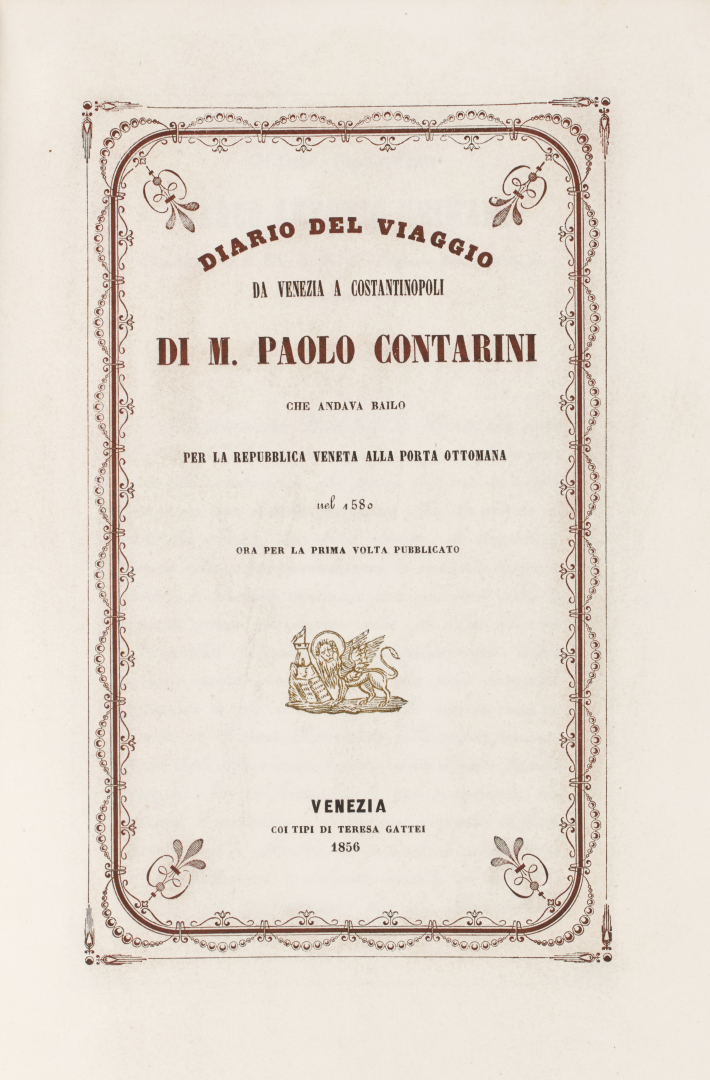 DIARIO DEL VIAGGIO
DA VENEZIA A COSTANTINOPOLI
DI M. PAOLO CONTARINI
CHE ANDAVA BAILO
PER LA REPUBBLICA VENETA ALLA PORTA OTTOMANA
nel 1580
ORA PER LA PRIMA VOLTA PUBBLICATO
VENEZIA
COI TIPI DI TERESA GATTEI
1856